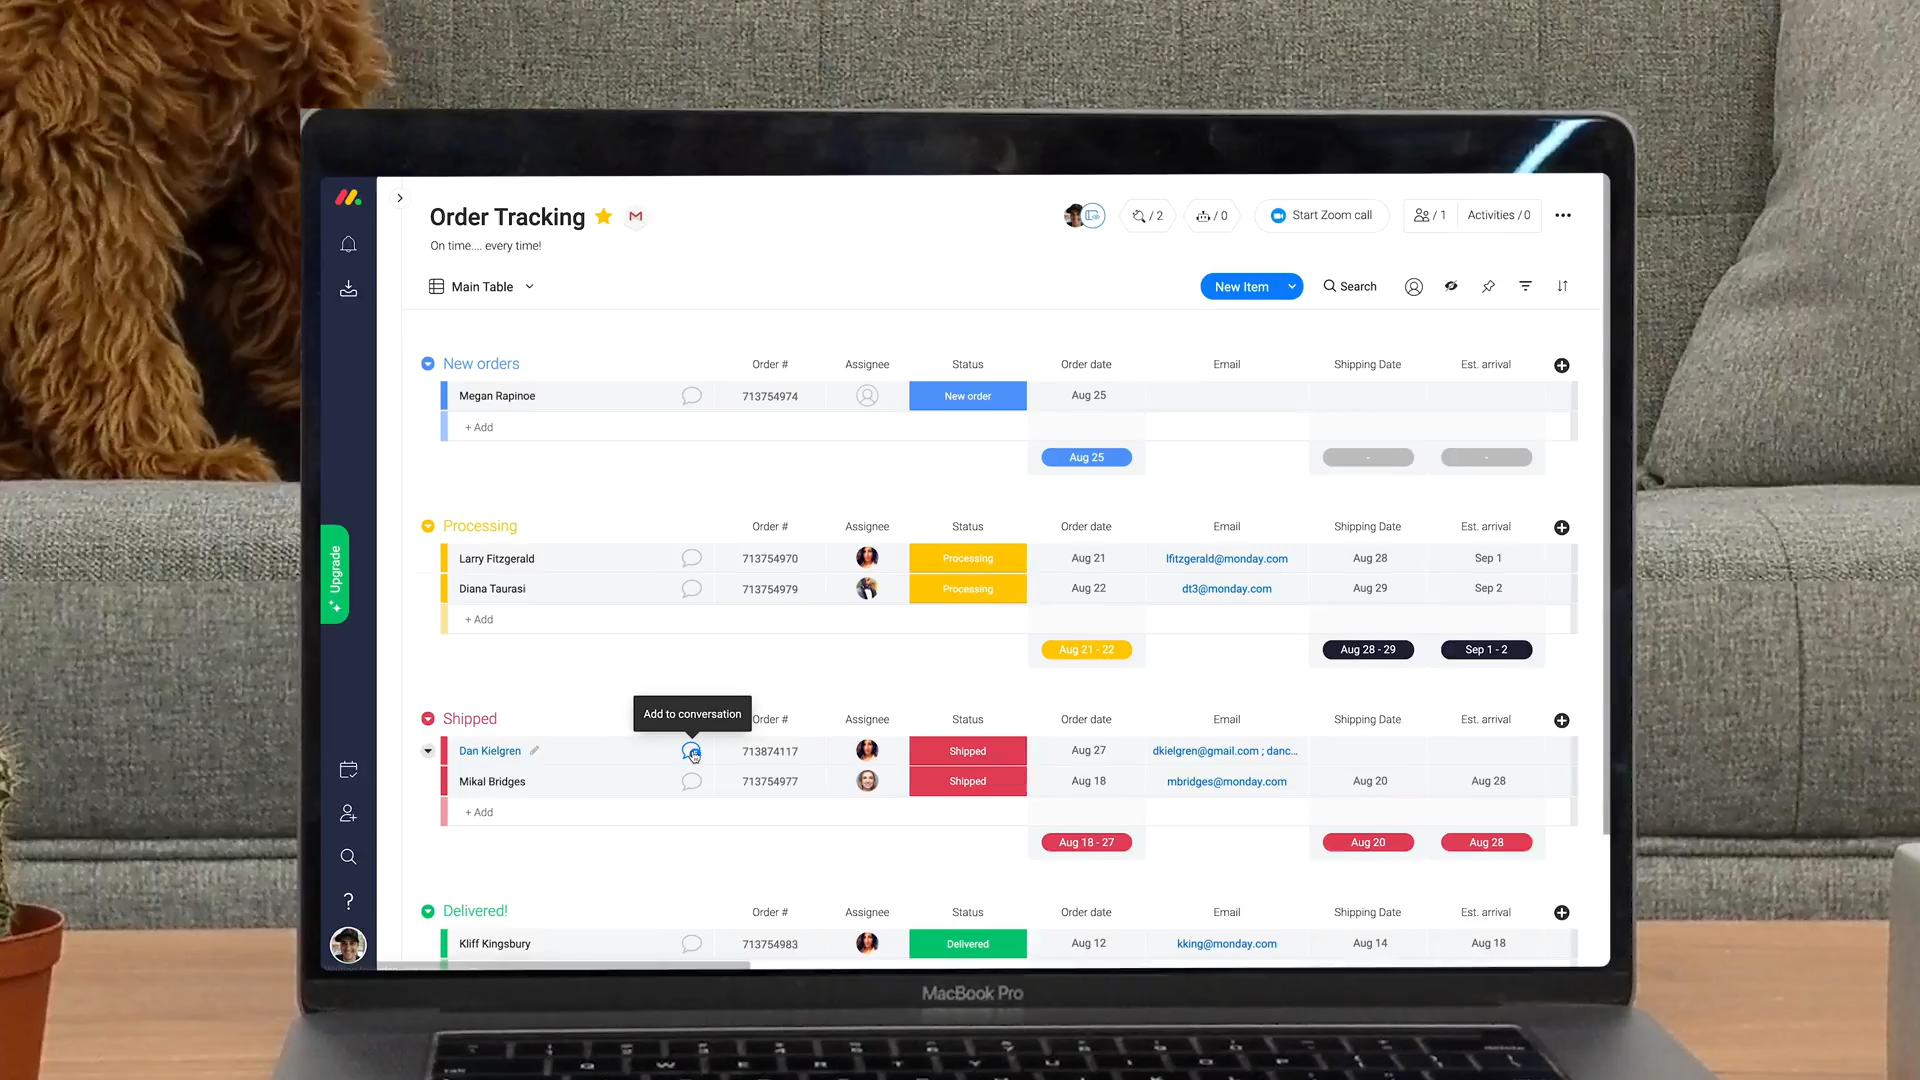 Order Tracking
/ 2
/ 0
Start Zoom call
/ 1
Activities / 0
On time.... every time!
Main Table
New Item
Search
New orders Order # Assignee Status Order date Email Shipping Date Est. arrival
Megan Rapinoe 713754974 New order Aug 25
+ Add
Aug 25 - -
Upgrade
Processing Order # Assignee Status Order date Email Shipping Date Est. arrival
Larry Fitzgerald 713754970 Processing Aug 21 lfitzgerald@monday.com Aug 28 Sep 1
Diana Taurasi 713754979 Processing Aug 22 dt3@monday.com Aug 29 Sep 2
+ Add
Aug 21 - 22 Aug 28 - 29 Sep 1 - 2
Add to conversation
Shipped Order # Assignee Status Order date Email Shipping Date Est. arrival
Dan Kielgren 713874117 Shipped Aug 27 dkielgren@gmail.com ; danc...
Mikal Bridges 713754977 Shipped Aug 18 mbridges@monday.com Aug 20 Aug 28
+ Add
Aug 18 - 27 Aug 20 Aug 28
Delivered! Order # Assignee Status Order date Email Shipping Date Est. arrival
Kliff Kingsbury 713754983 Delivered Aug 12 kking@monday.com Aug 14 Aug 18
MacBook Pro